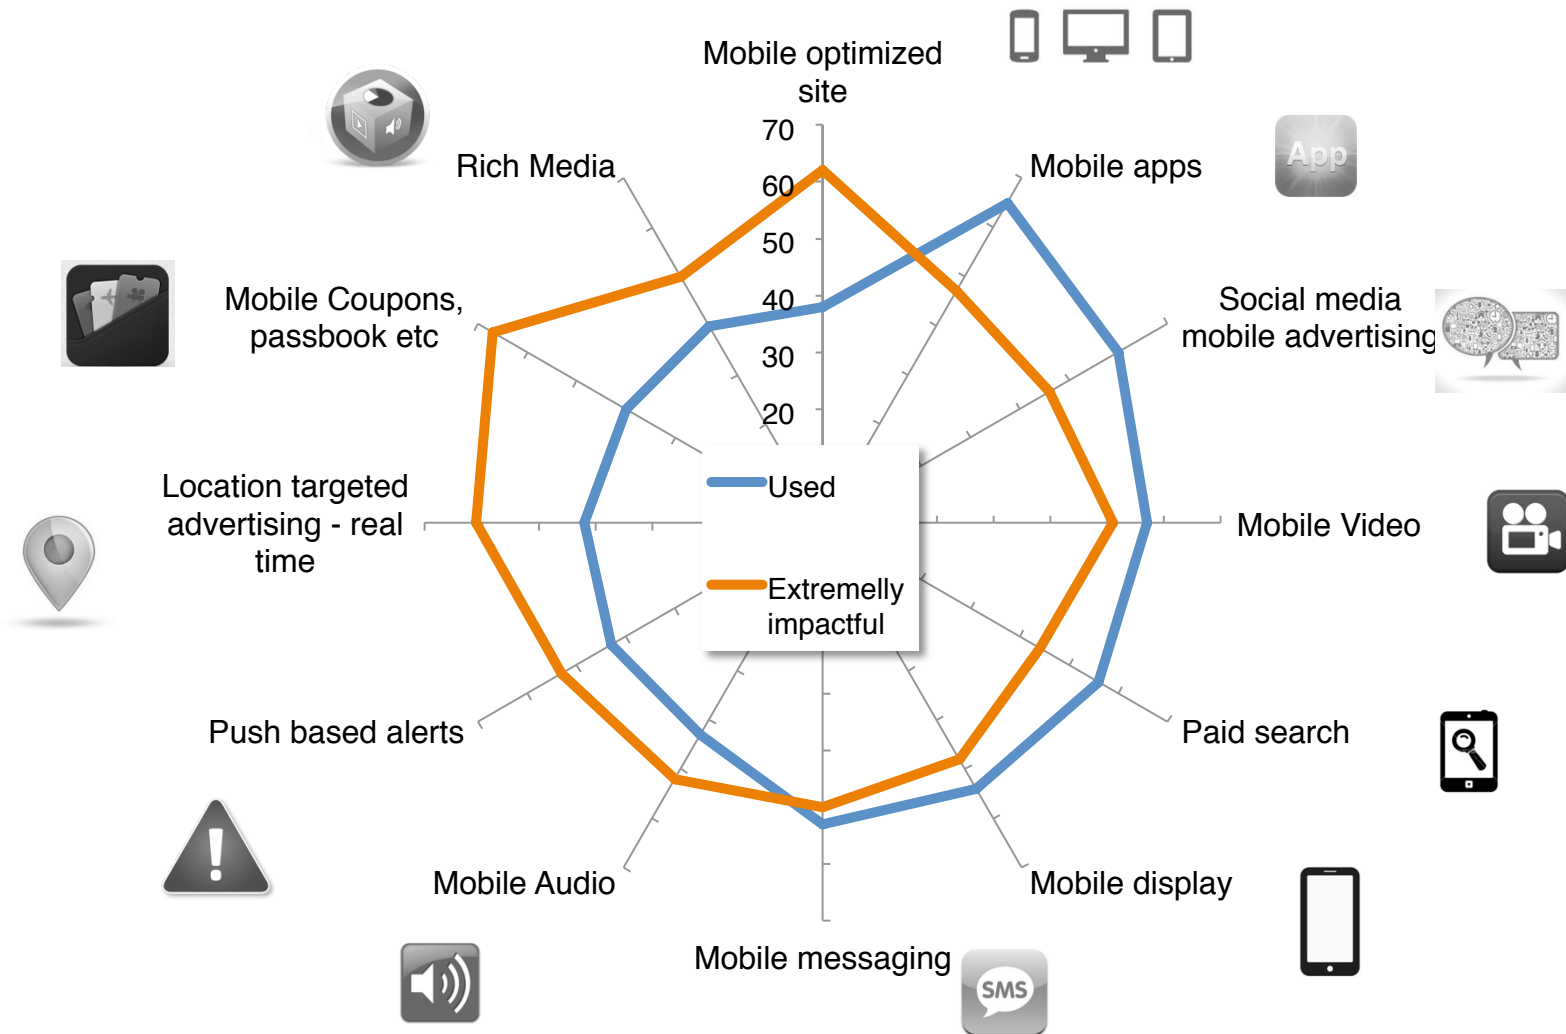 Mobile optimized
site
70
60
50
40
30
20
Mobile apps
App
Social media
mobile advertising
Mobile Video
Paid search
Mobile display
Mobile messaging
SMS
Mobile Audio
Push based alerts
!
Location targeted
advertising - real
time
Mobile Coupons,
passbook etc
Rich Media
Used
Extremelly
impactful